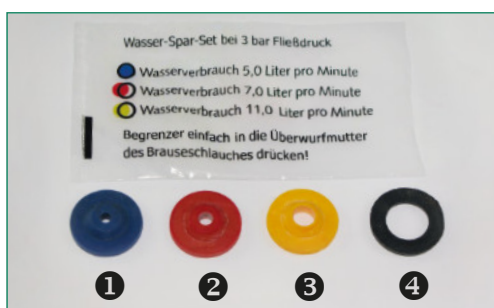 Wasser-Spar-Set bei 3 bar Fließdruck
Wasserverbrauch 5,0 Liter pro Minute
Wasserverbrauch 7,0 Liter pro Minute
Wasserverbrauch 11,0 Liter pro Minute
Begrenzer einfach in die Überwurfmutter
des Brauseschlauches drücken!
1 2 3 4